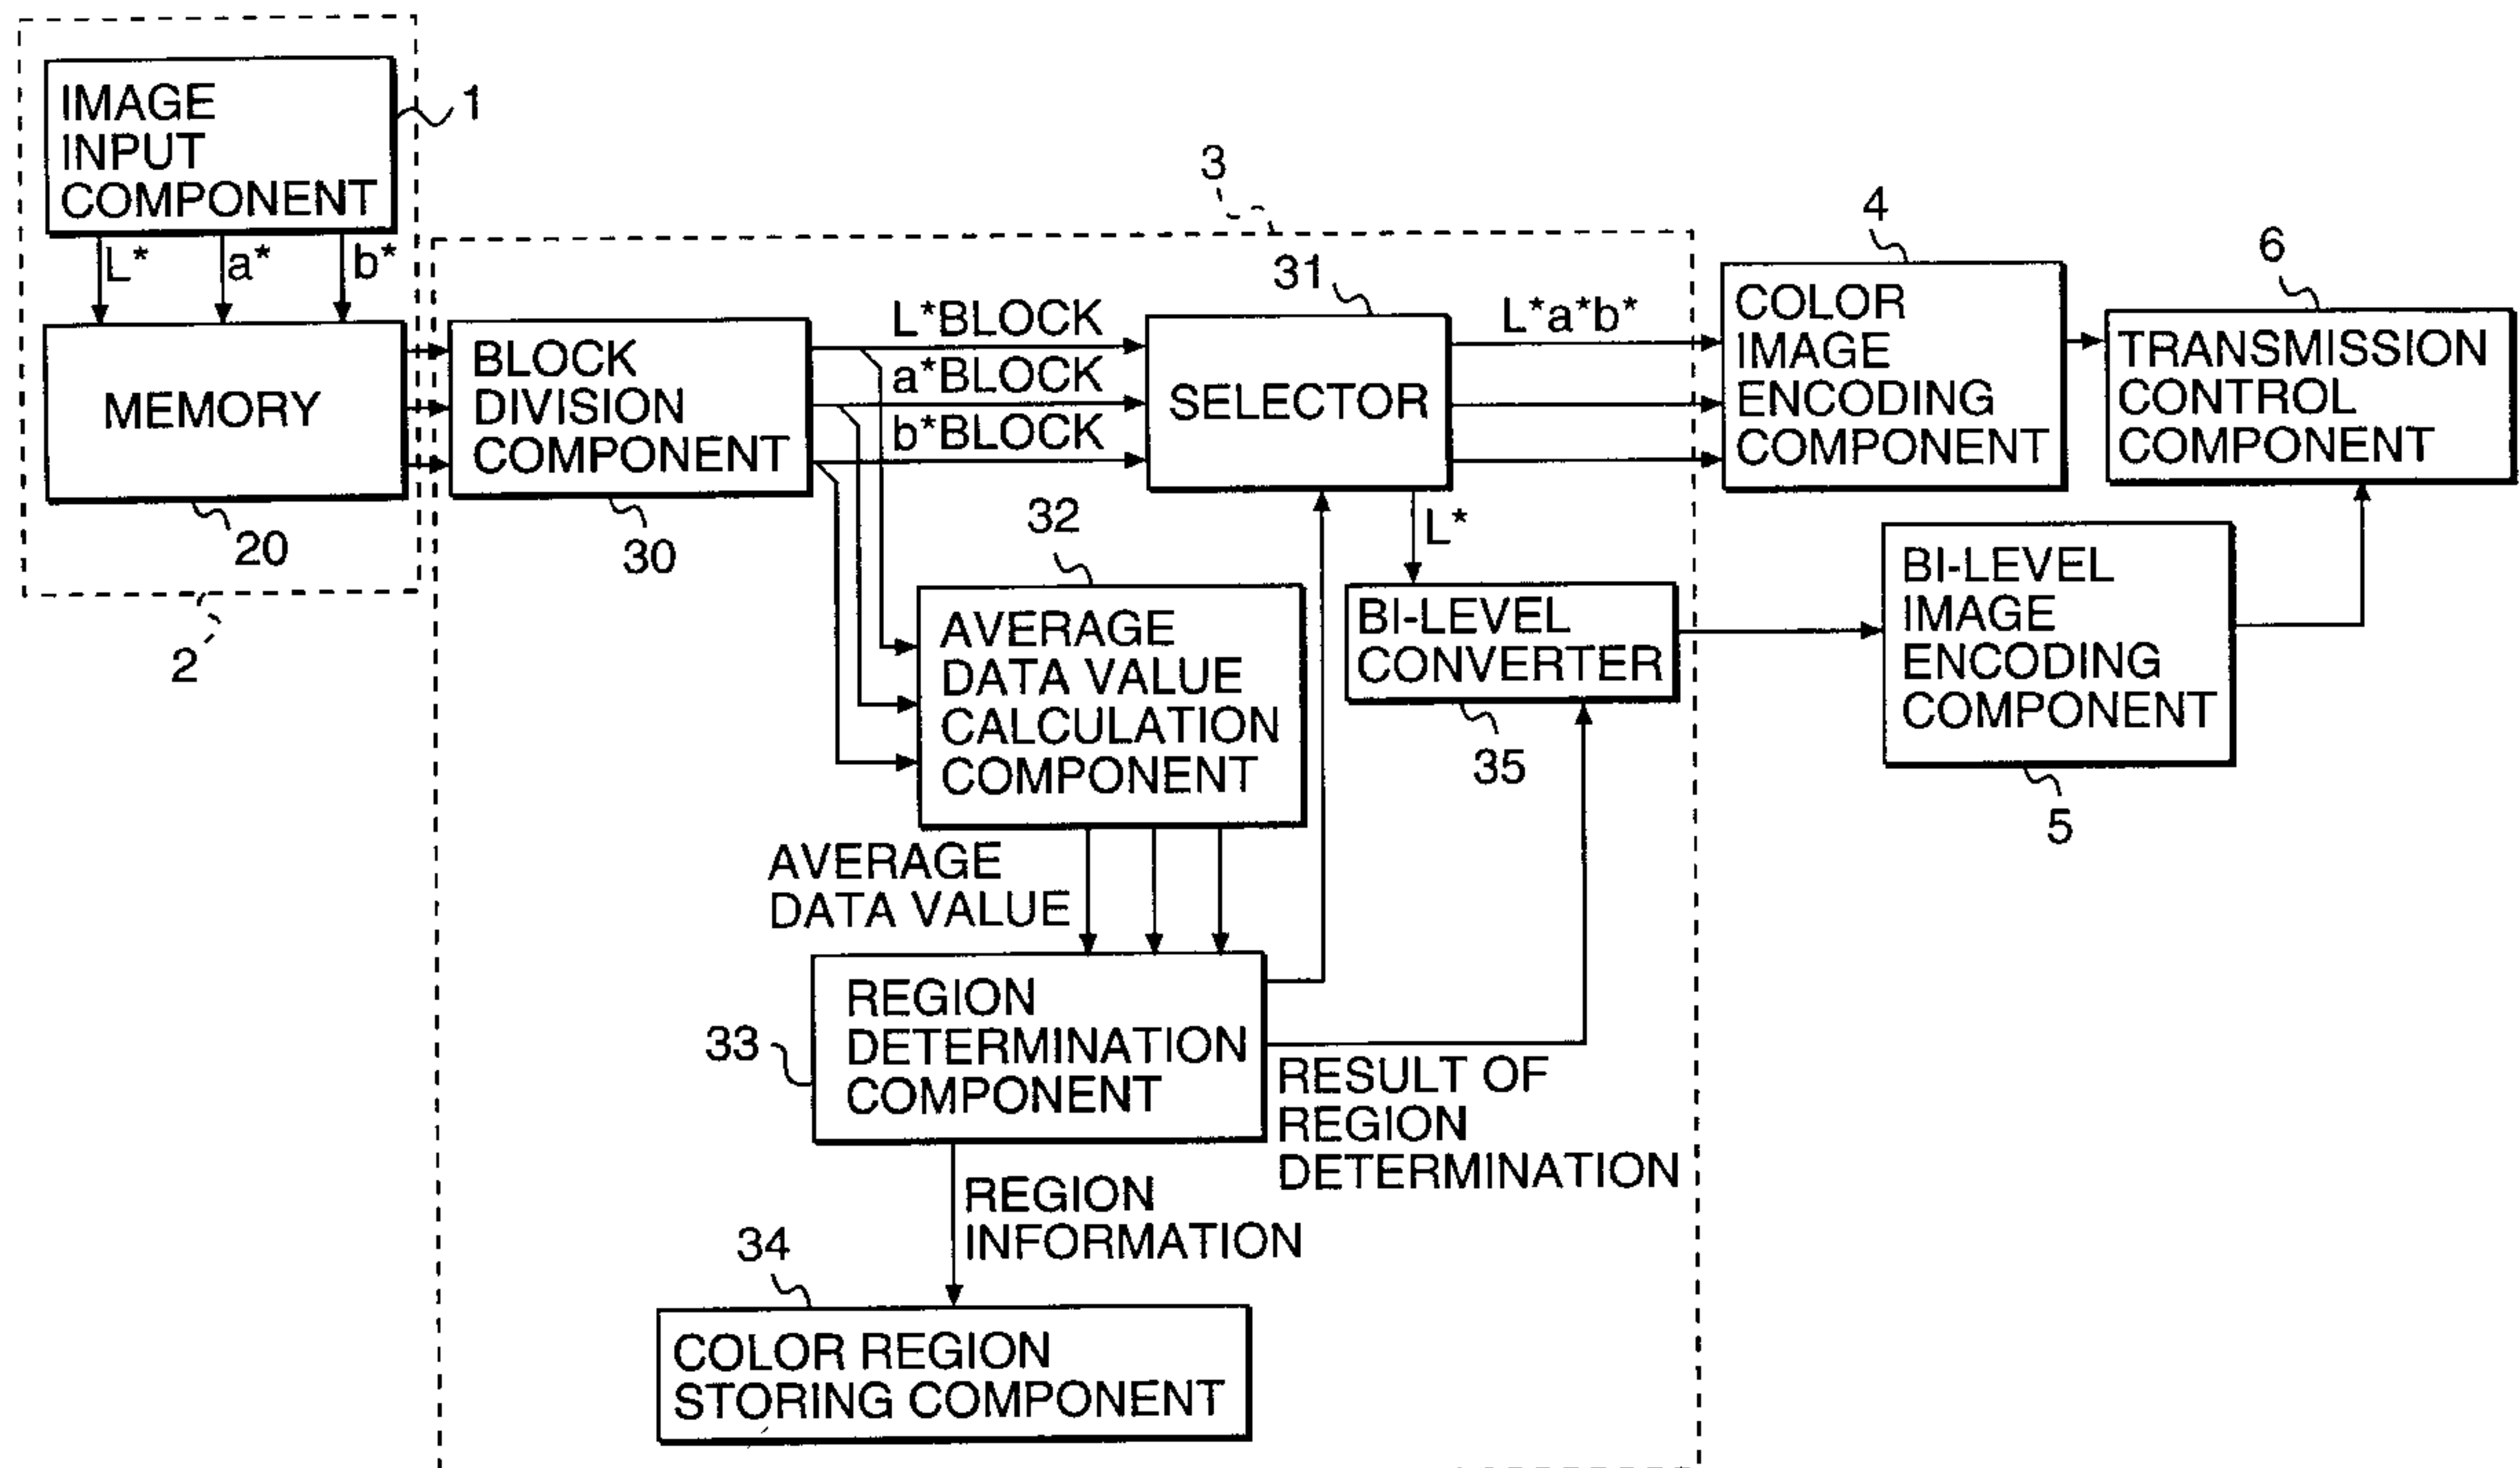 IMAGE
INPUT
COMPONENT
1
L*
a*
b*
MEMORY
20
2
3
BLOCK
DIVISION
COMPONENT
30
L*BLOCK
a*BLOCK
b*BLOCK
31
SELECTOR
L*a*b*
4
COLOR
IMAGE
ENCODING
COMPONENT
6
TRANSMISSION
CONTROL
COMPONENT
L*
32
AVERAGE
DATA VALUE
CALCULATION
COMPONENT
BI-LEVEL
CONVERTER
35
BI-LEVEL
IMAGE
ENCODING
COMPONENT
5
AVERAGE
DATA VALUE
33
REGION
DETERMINATION
COMPONENT
RESULT OF
REGION
DETERMINATION
REGION
INFORMATION
34
COLOR REGION
STORING COMPONENT